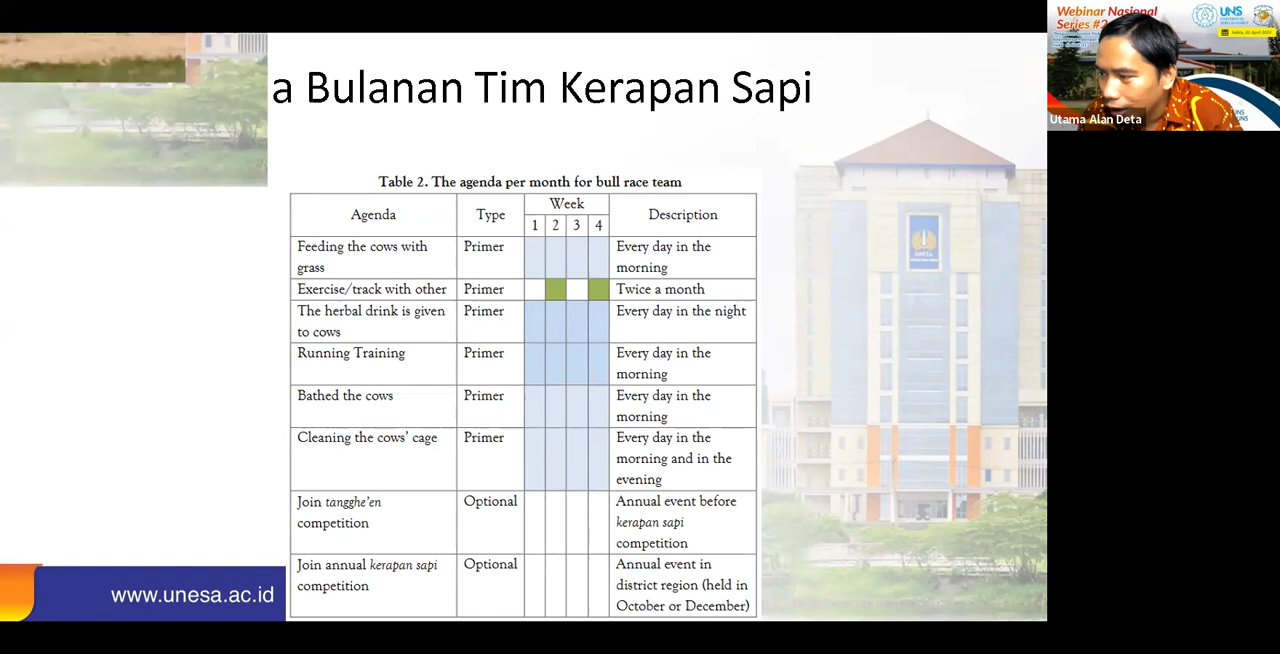 a Bulanan Tim Kerapan Sapi
Webinar Nasional
Series #2
UNS
Sabtu, 01 April 2023
Utama Alan Deta
UNS
UNESA
Table 2. The agenda per month for bull race team
Agenda Type Week Description
1 2 3 4
Feeding the cows with Primer Every day in the
grass morning
Exercise/track with other Primer Twice a month
The herbal drink is given Primer Every day in the night
to cows
Running Training Primer Every day in the
morning
Bathed the cows Primer Every day in the
morning
Cleaning the cows’ cage Primer Every day in the
morning and in the
evening
Join tangghe’en Optional Annual event before
competition kerapan sapi
competition
Join annual kerapan sapi Optional Annual event in
competition district region (held in
October or December)
www.unesa.ac.id